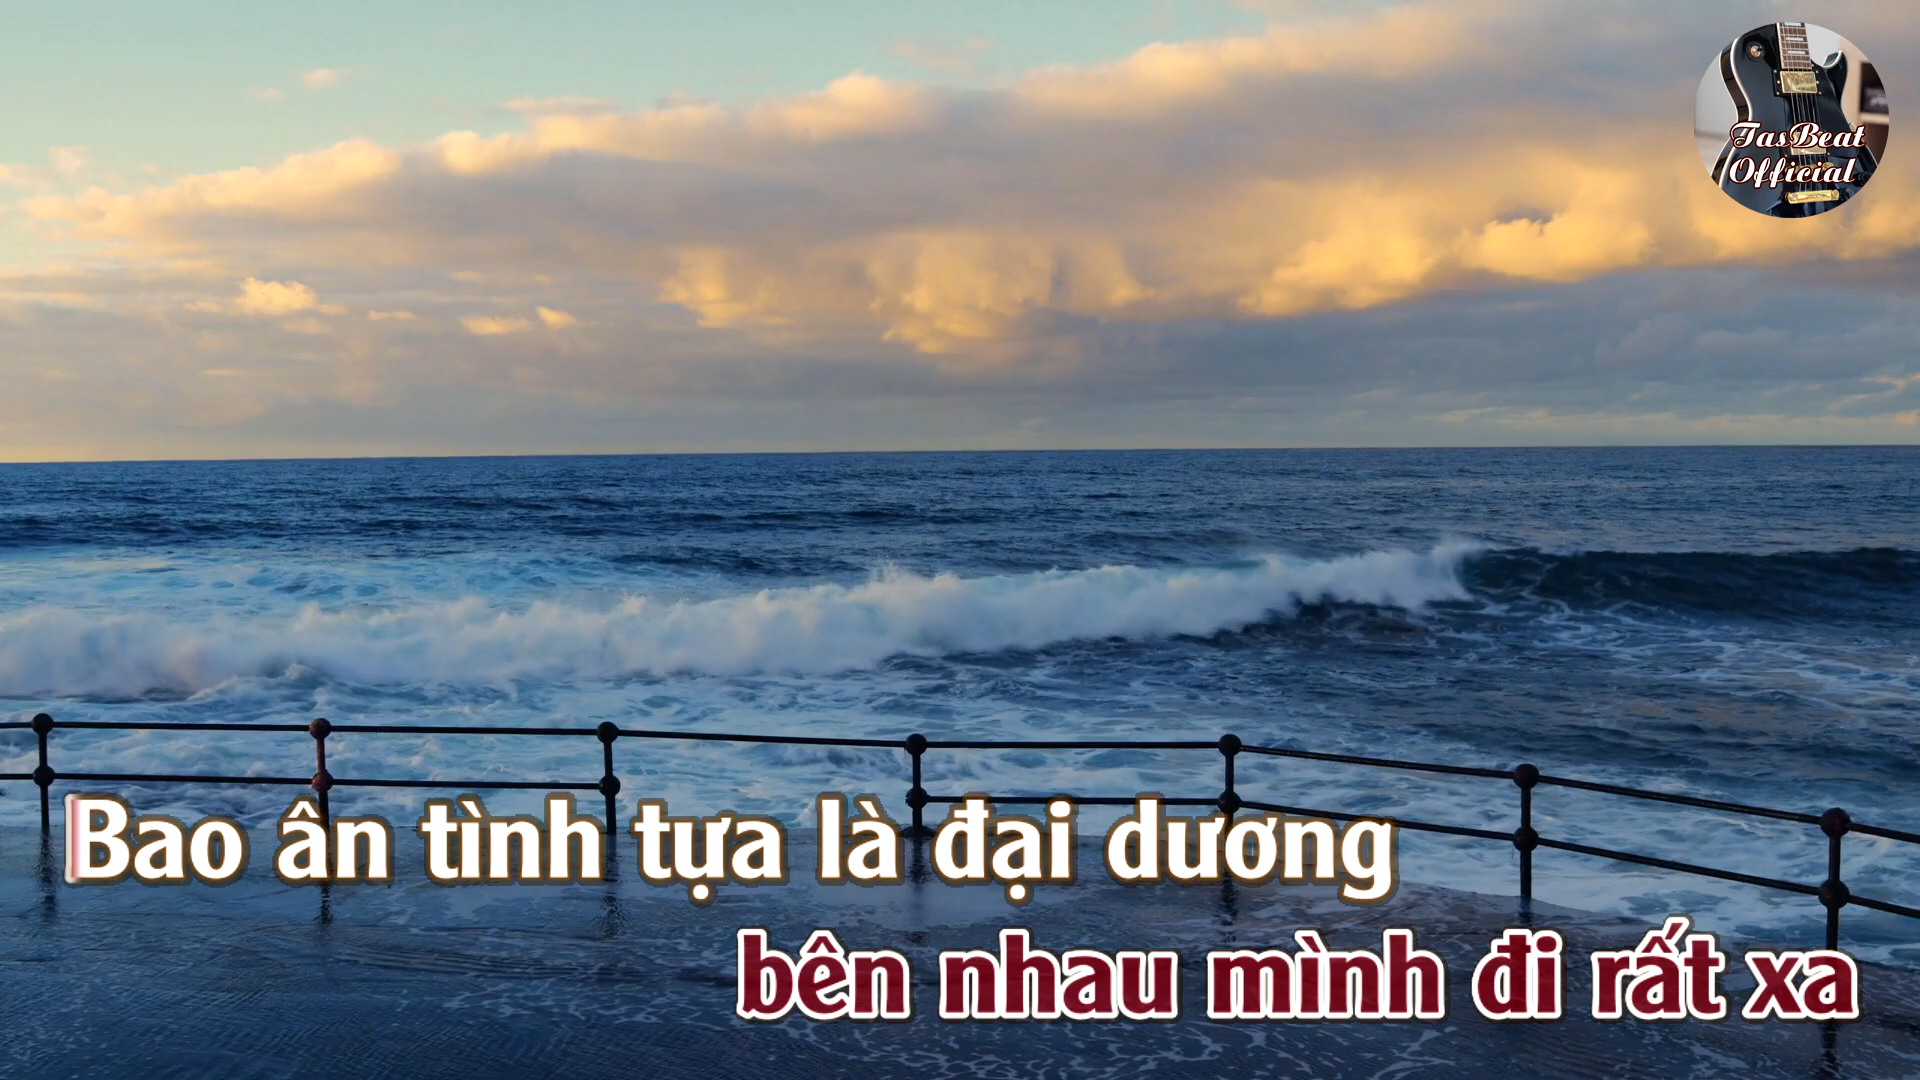 TasBeat
Official
Bao ân tình tựa là đại dương
bên nhau mình đi rất xa